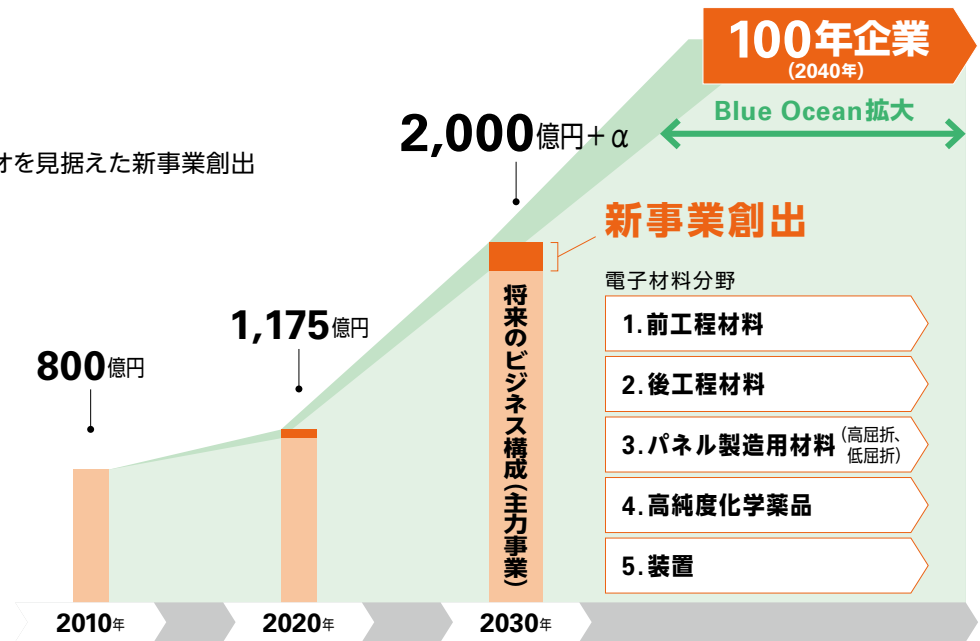 100年企業
(2040年)
Blue Ocean拡大
2,000億円+α
オを見据えた新事業創出
新事業創出
電子材料分野
将来のビジネス構成(主力事業)
1,175億円
800億円
1.前工程材料
2.後工程材料
3.パネル製造用材料(高屈折、
低屈折)
4.高純度化学薬品
5.装置
2010年
2020年
2030年